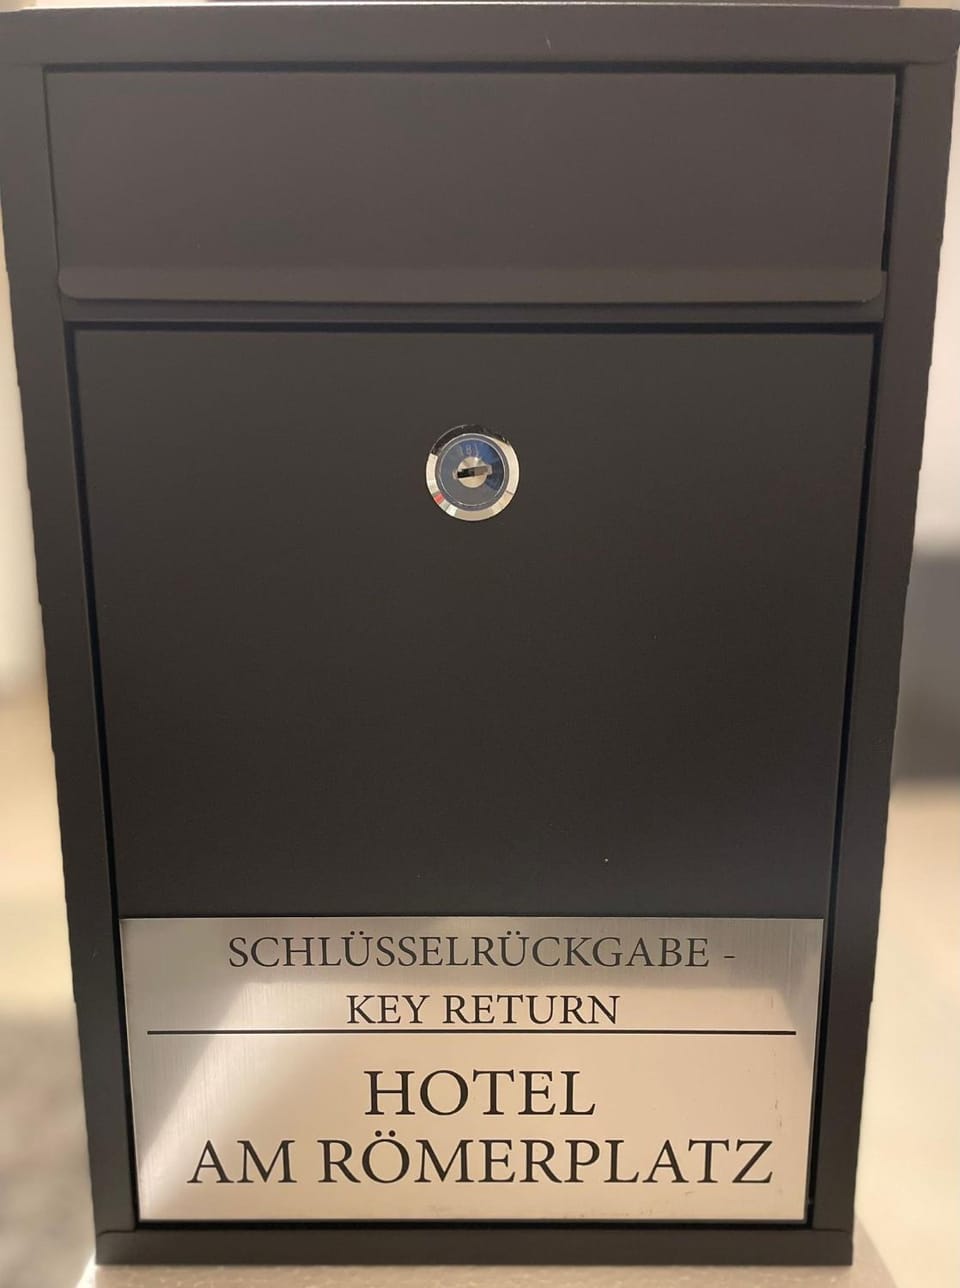 SCHLÜSSELRÜCKGABE -
KEY RETURN
HOTEL
AM RÖMERPLATZ